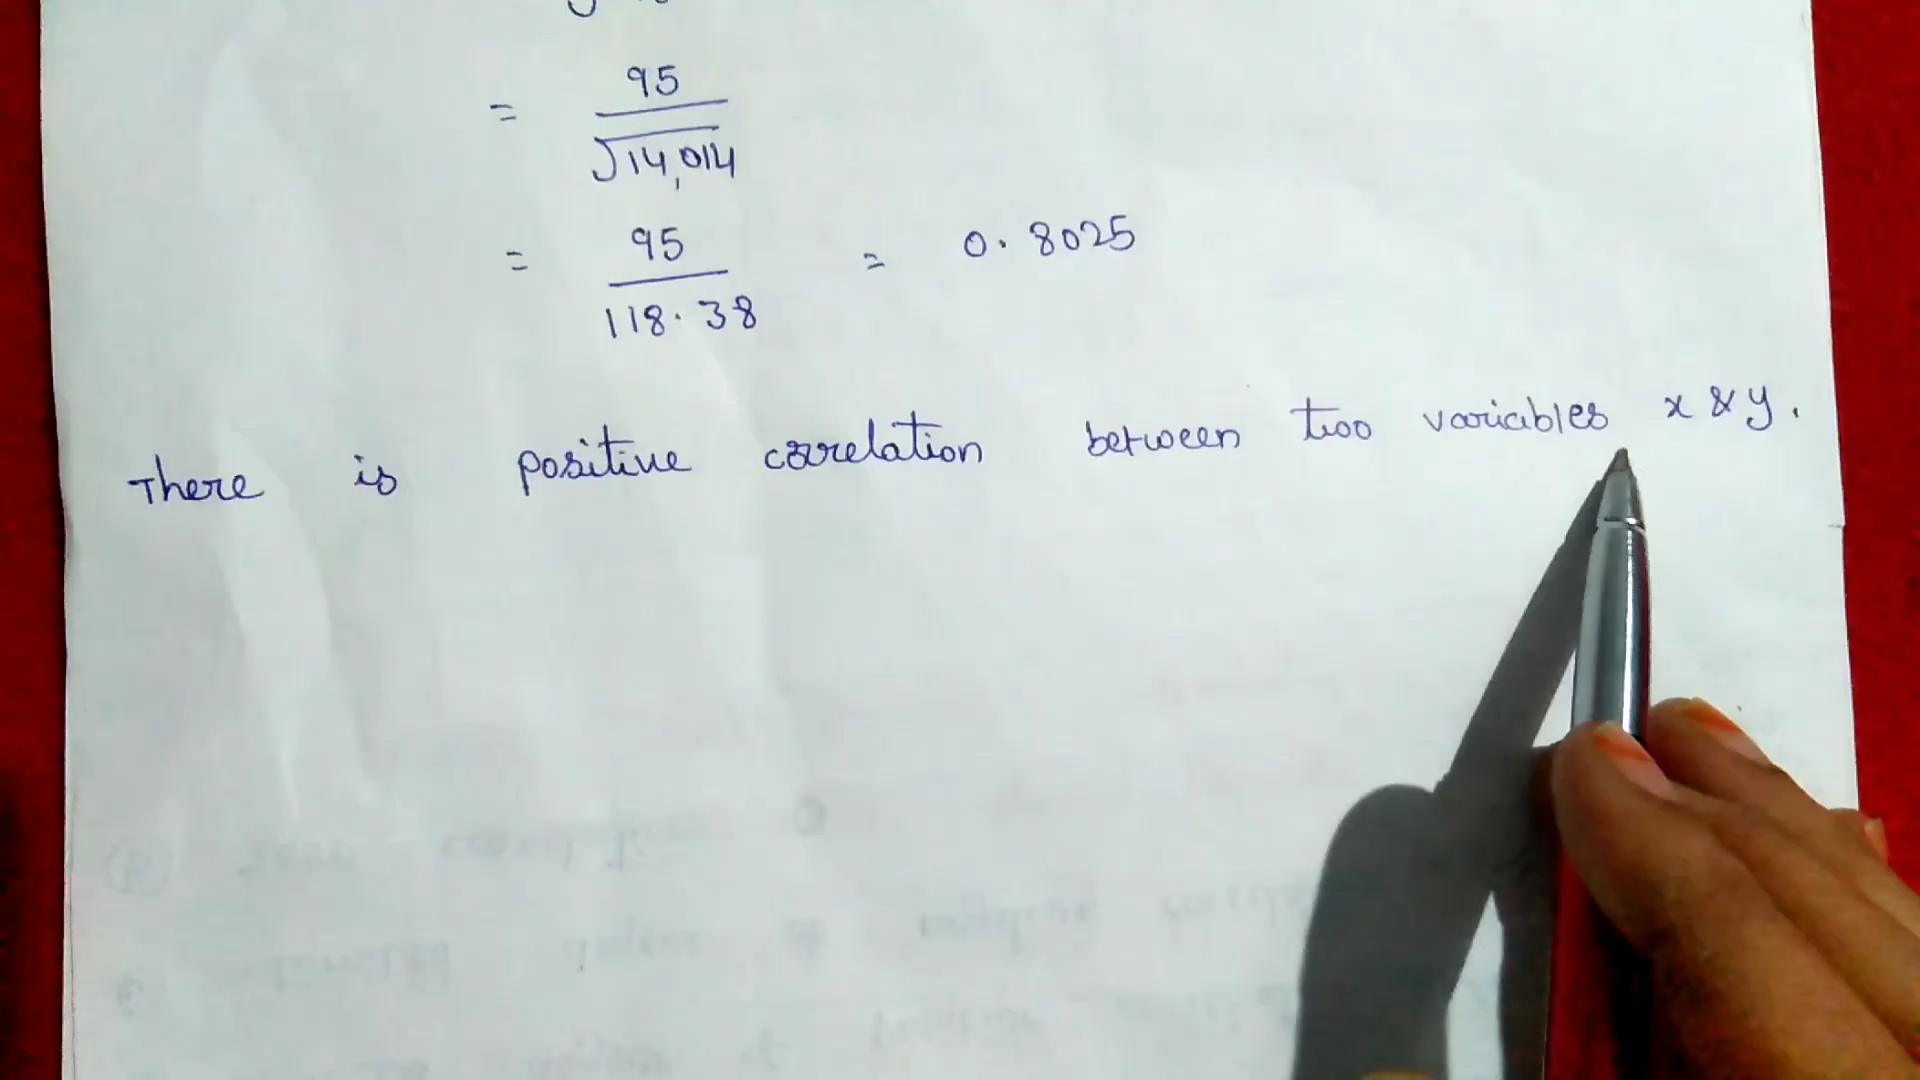 = 95
√14,014
= 95 = 0.8025
118.38
There is positive correlation between two variables x & y.